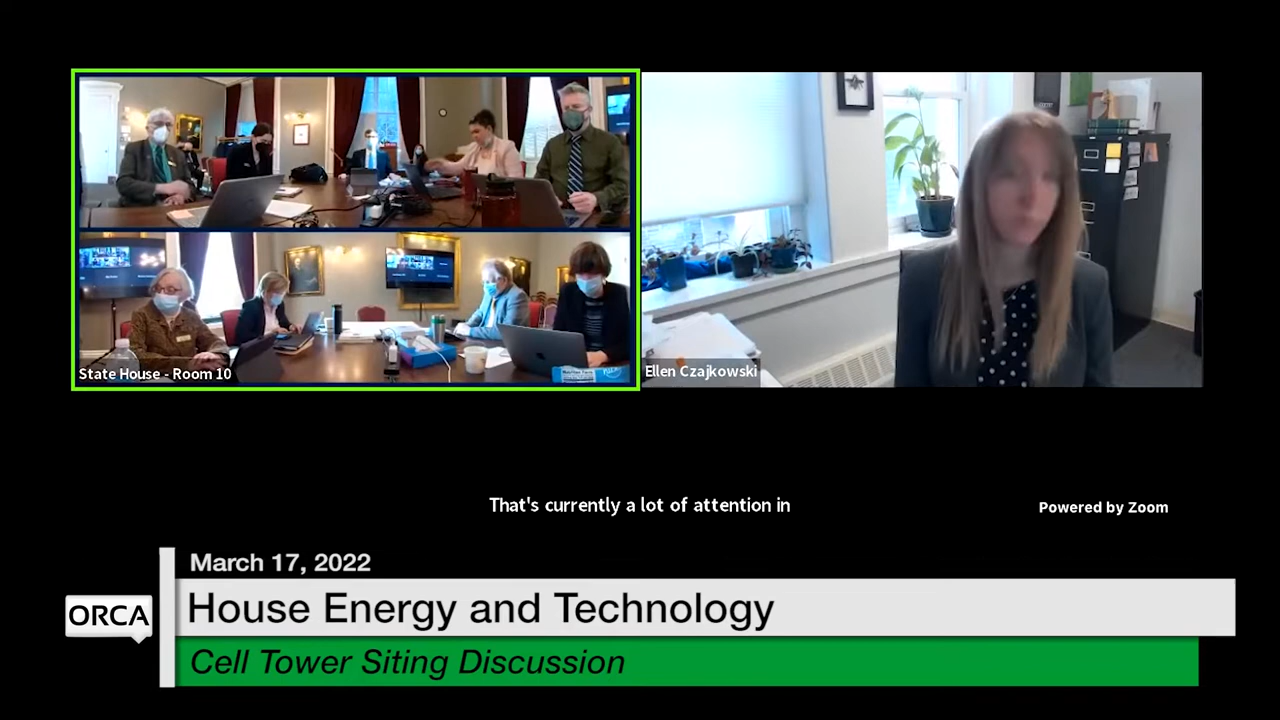 State House - Room 10
Ellen Czajkowski
That's currently a lot of attention in
Powered by Zoom
March 17, 2022
ORCA
House Energy and Technology
Cell Tower Siting Discussion